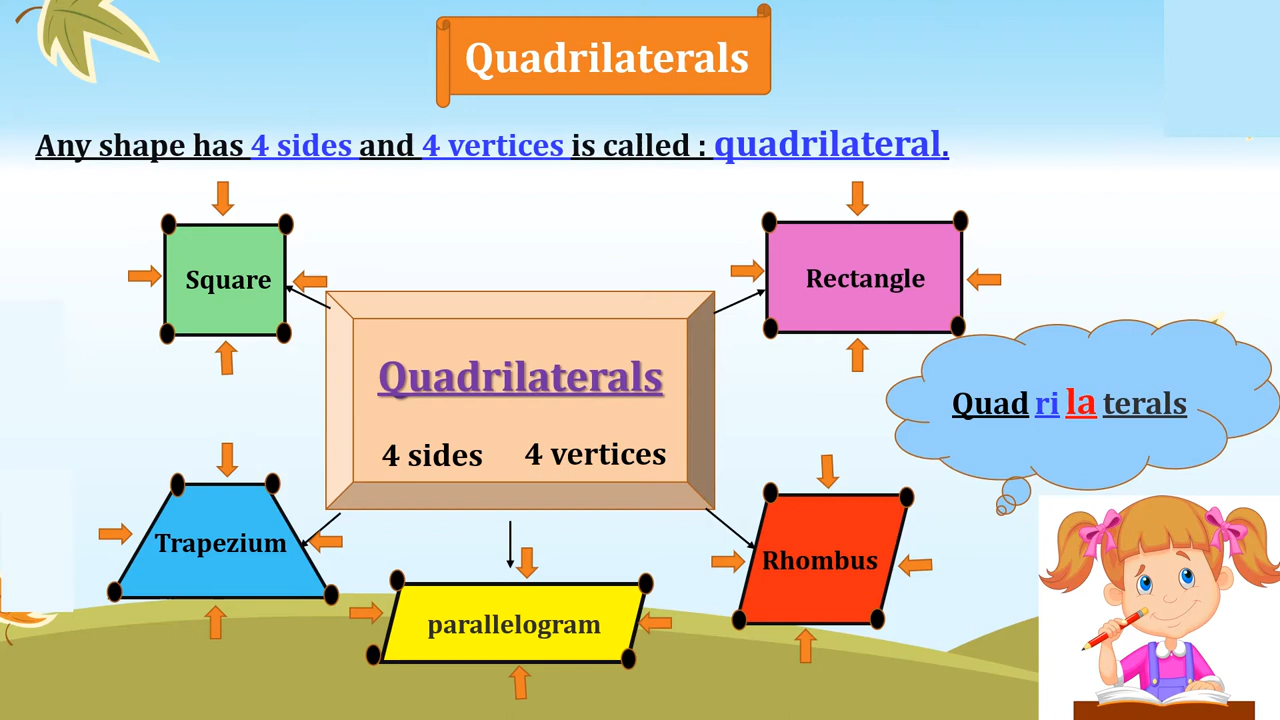 Quadrilaterals
Any shape has 4 sides and 4 vertices is called : quadrilateral.
Square
Rectangle
Quadrilaterals
4 sides 4 vertices
Quad ri la terals
Trapezium
parallelogram
Rhombus